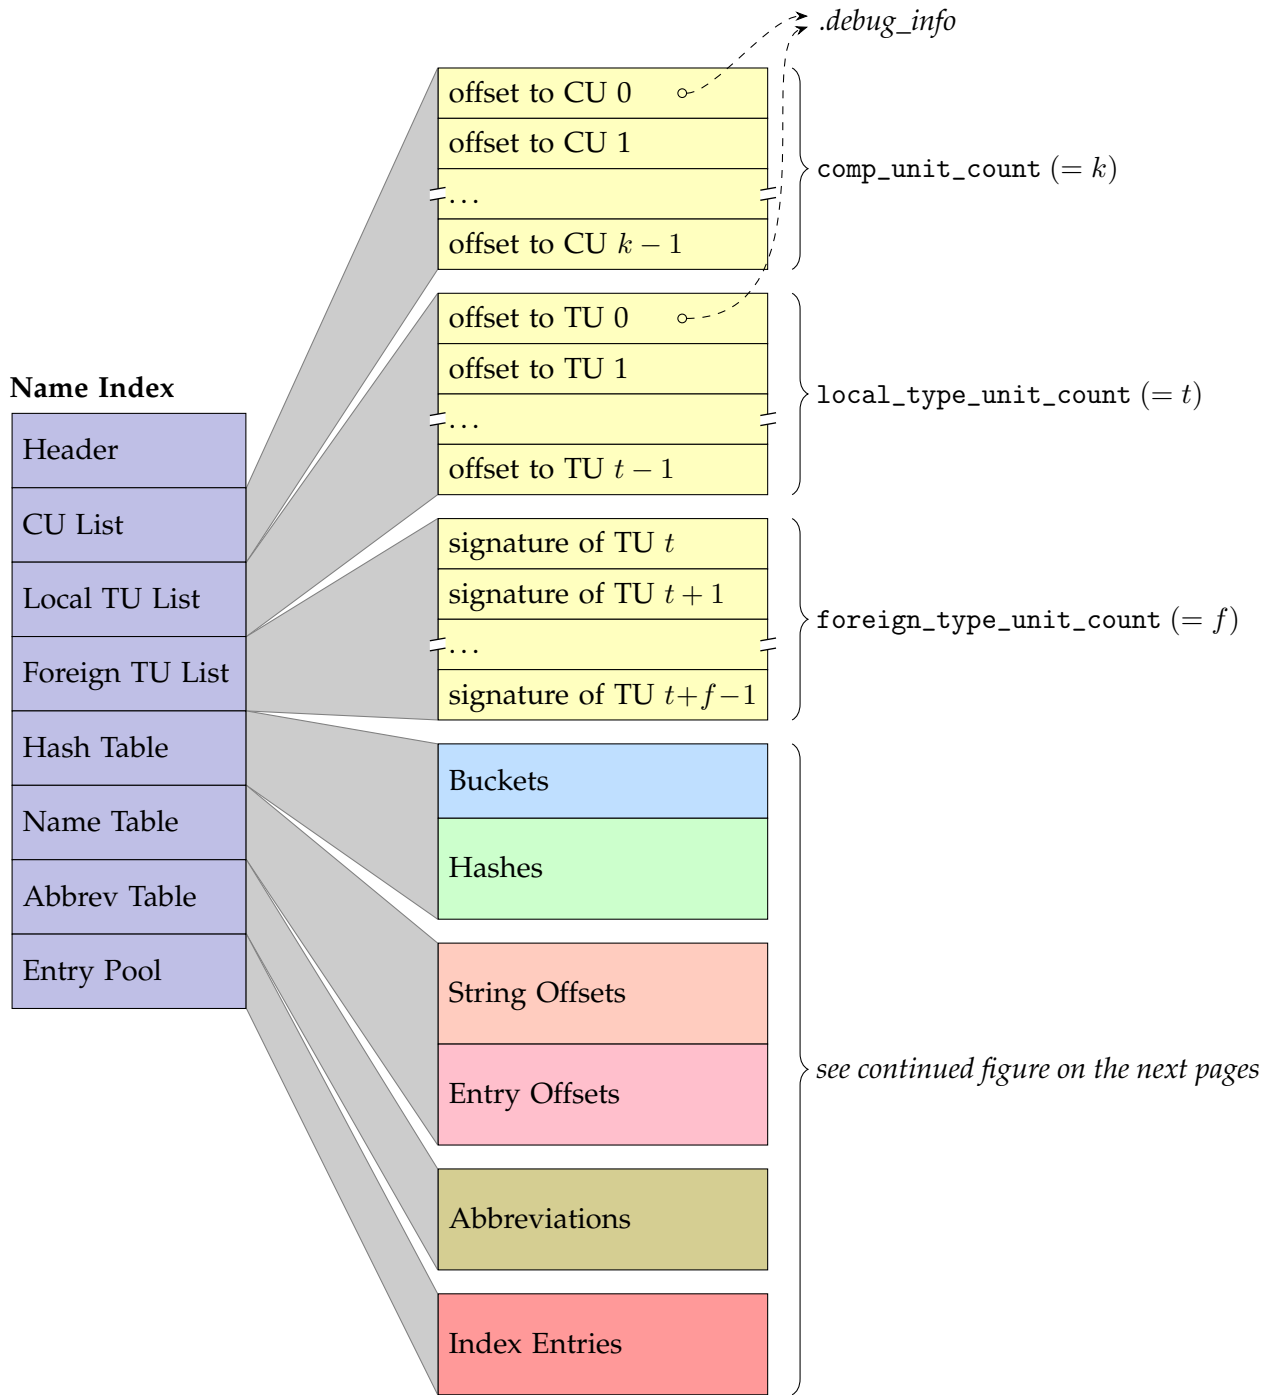 .debug_info
offset to CU 0
offset to CU 1
...
offset to CU k − 1
comp_unit_count (= k)
offset to TU 0
offset to TU 1
...
offset to TU t − 1
local_type_unit_count (= t)
signature of TU t
signature of TU t + 1
...
signature of TU t+f−1
foreign_type_unit_count (= f)
Name Index
Header
CU List
Local TU List
Foreign TU List
Hash Table
Name Table
Abbrev Table
Entry Pool
Buckets
Hashes
String Offsets
Entry Offsets
Abbreviations
Index Entries
see continued figure on the next pages